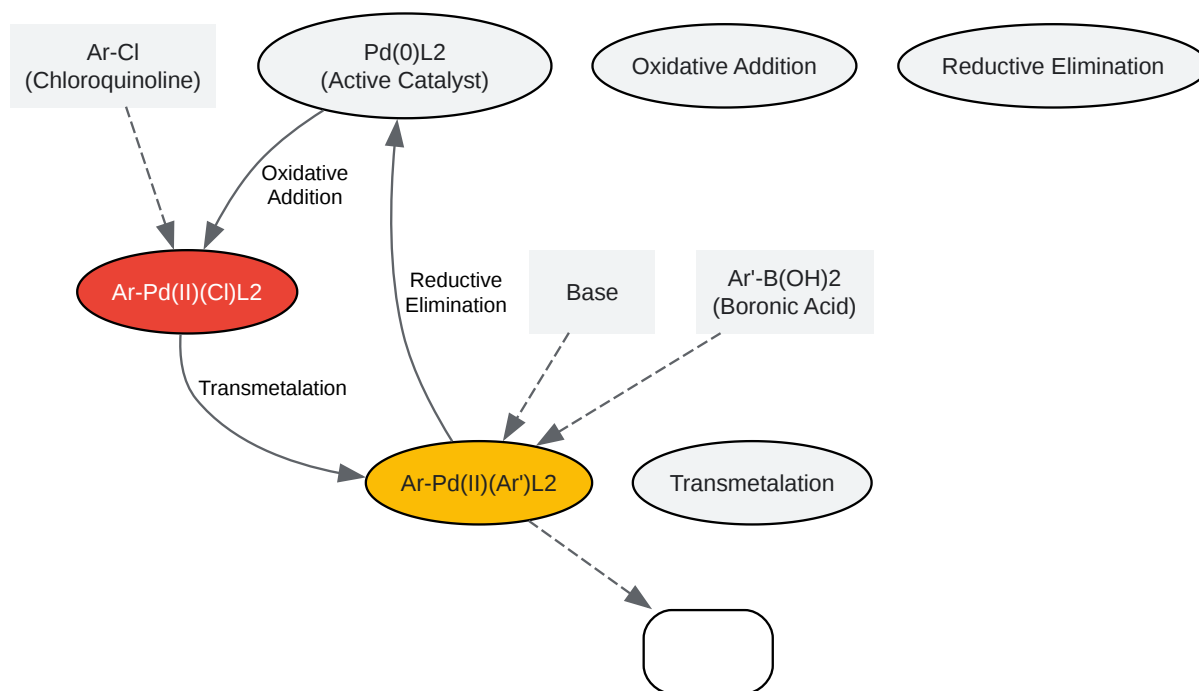 Ar-Cl
(Chloroquinoline)
Pd(0)L2
(Active Catalyst)
Oxidative Addition
Reductive Elimination
Oxidative
Addition
Ar-Pd(II)(Cl)L2
Reductive
Elimination
Base
Ar'-B(OH)2
(Boronic Acid)
Transmetalation
Ar-Pd(II)(Ar')L2
Transmetalation